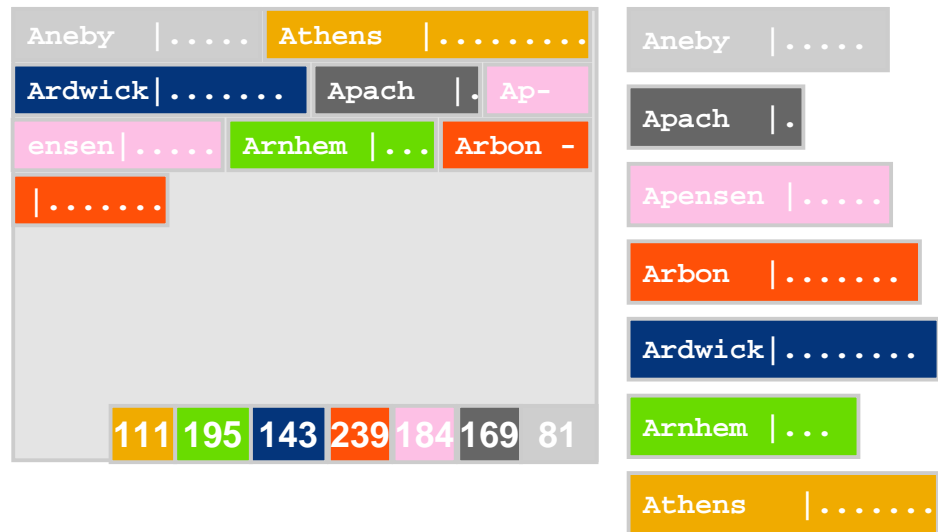 Aneby |..... Athens |.........
Ardwick|....... Apach |. Ap-
ensen|..... Arnhem |... Arbon -
|.......
111 195 143 239 184 169 81
Aneby |.....
Apach |.
Apensen |.....
Arbon |.......
Ardwick|........
Arnhem |...
Athens |.......